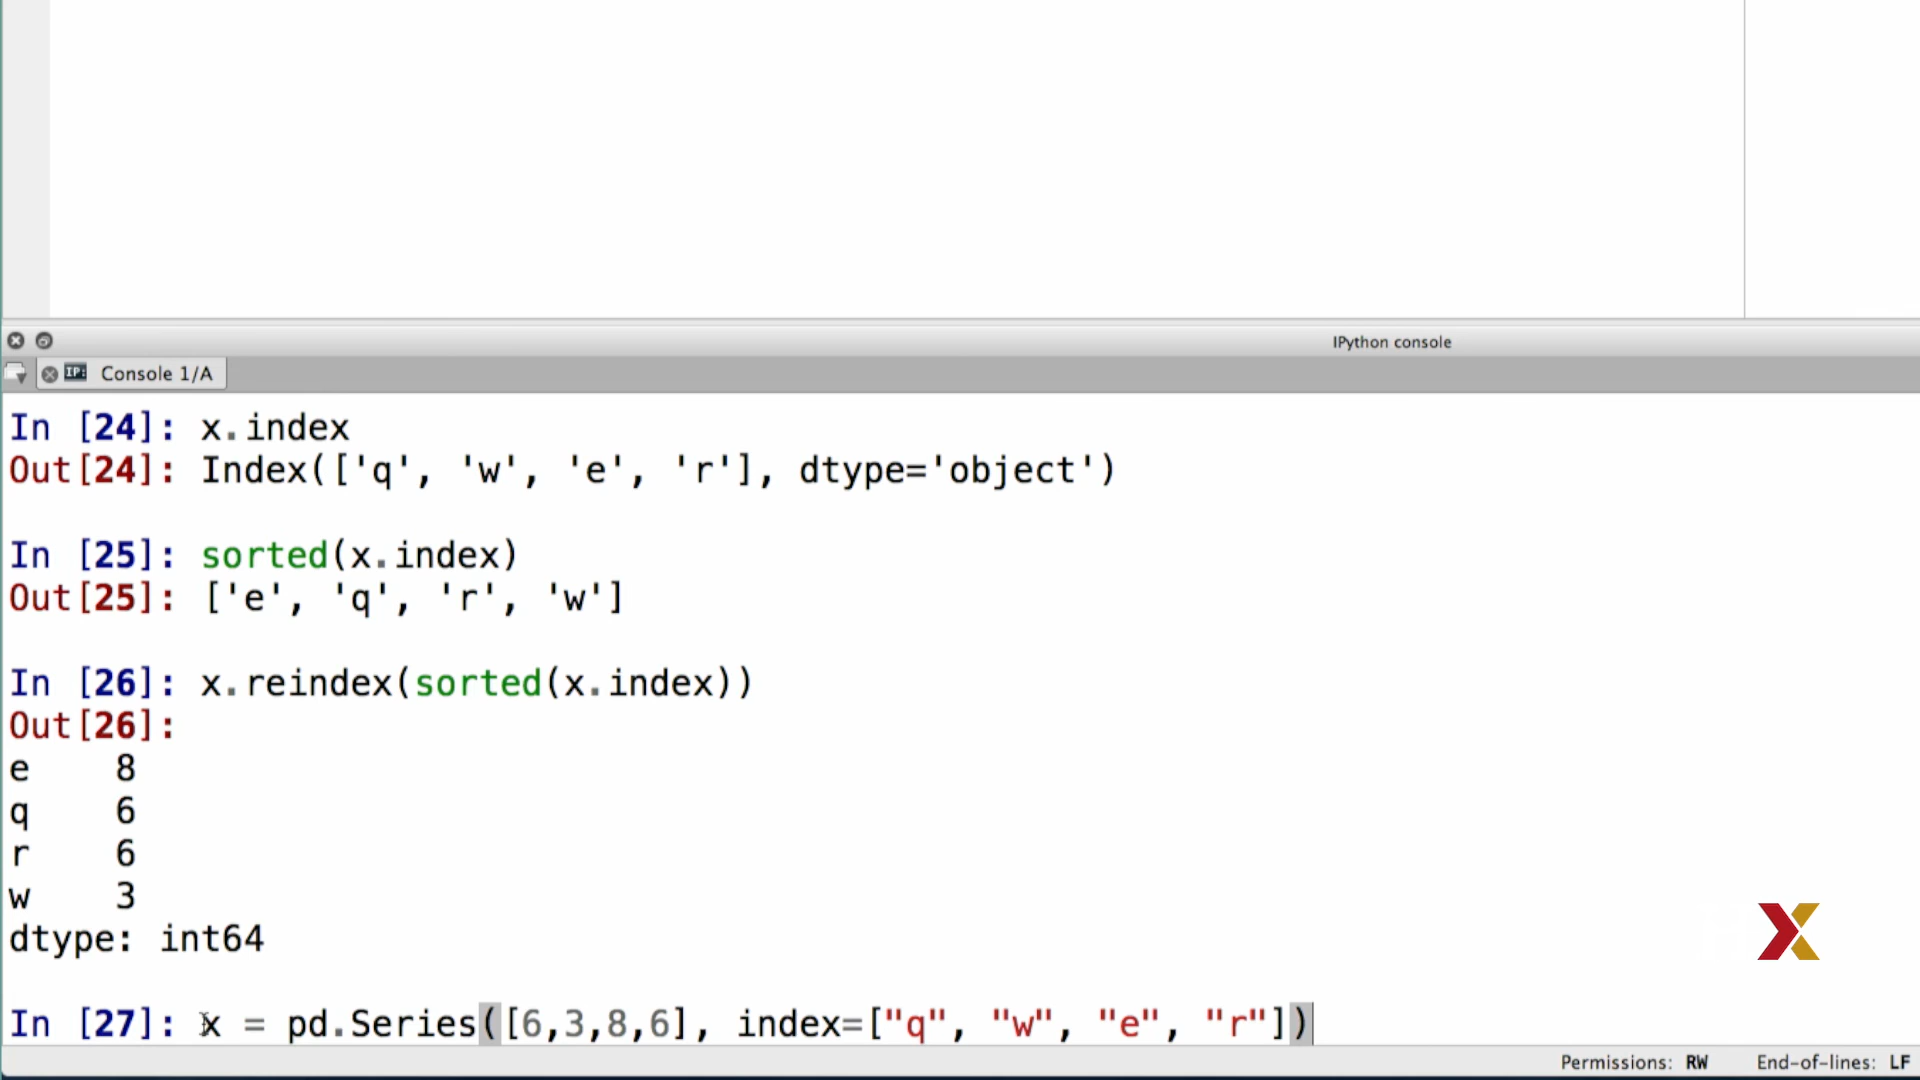 IPython console
IP: Console 1/A
In [24]: x.index
Out[24]: Index(['q', 'w', 'e', 'r'], dtype='object')
In [25]: sorted(x.index)
Out[25]: ['e', 'q', 'r', 'w']
In [26]: x.reindex(sorted(x.index))
Out[26]:
e    8
q    6
r    6
w    3
dtype: int64
In [27]: x = pd.Series([6,3,8,6], index=["q", "w", "e", "r"])
Permissions: RW End-of-lines: LF